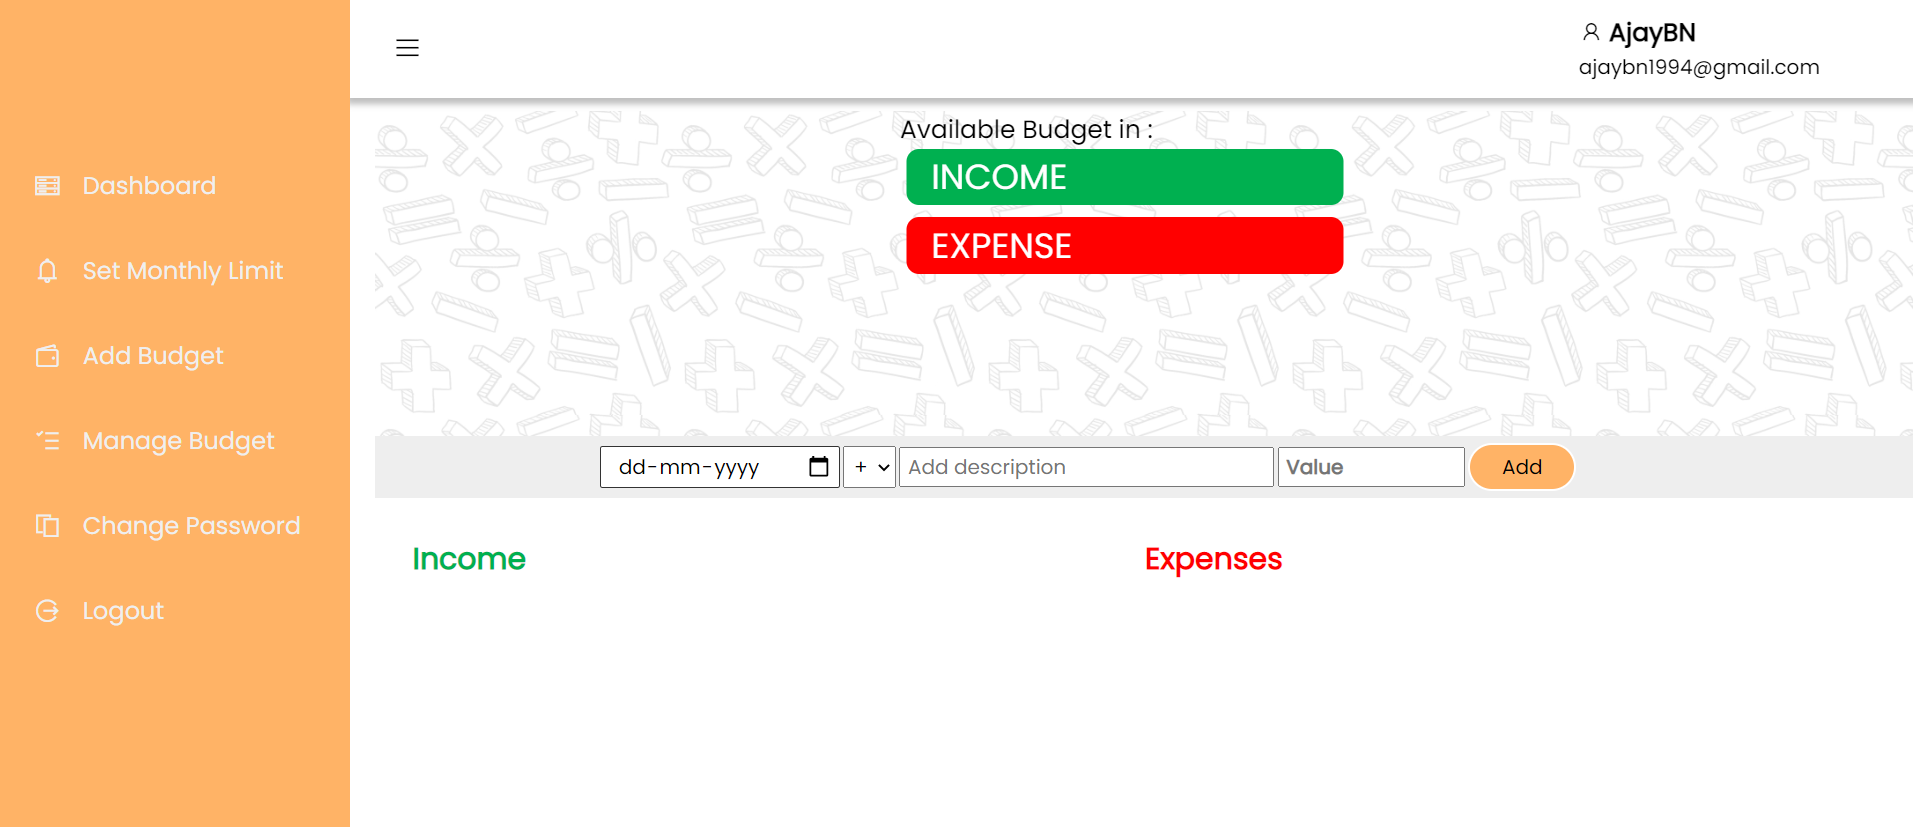 Dashboard
Set Monthly Limit
Add Budget
Manage Budget
Change Password
Logout
AjayBN
ajaybn1994@gmail.com
Available Budget in :
INCOME
EXPENSE
dd-mm-yyyy + Add description Value Add
Income Expenses